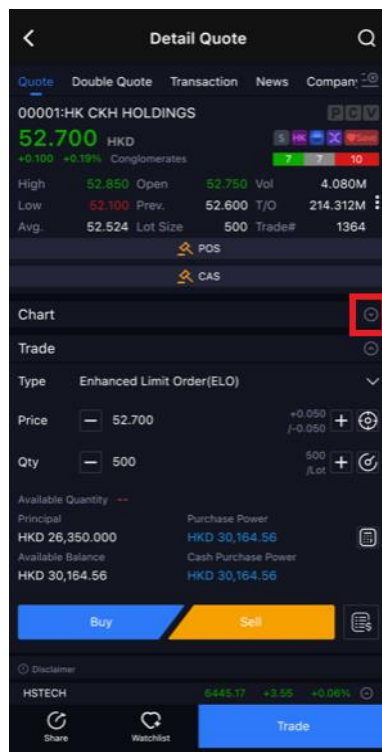 Detail Quote
Quote Double Quote Transaction News Compan
00001:HK CKH HOLDINGS P C V
52.700 HKD S HK Save
+0.100 +0.19% Conglomerates 7 7 10
High 52.850 Open 52.750 Vol 4.080M
Low 52.100 Prev. 52.600 T/O 214.312M
Avg. 52.524 Lot Size 500 Trade# 1364
POS
CAS
Chart
Trade
Type Enhanced Limit Order(ELO)
Price − 52.700 +0.050 /-0.050 +
Qty − 500 500 /Lot +
Available Quantity --
Principal Purchase Power
HKD 26,350.000 HKD 30,164.56
Available Balance Cash Purchase Power
HKD 30,164.56 HKD 30,164.56
Buy Sell
Disclaimer
HSTECH 6445.17 +3.55 +0.06%
Share Watchlist Trade